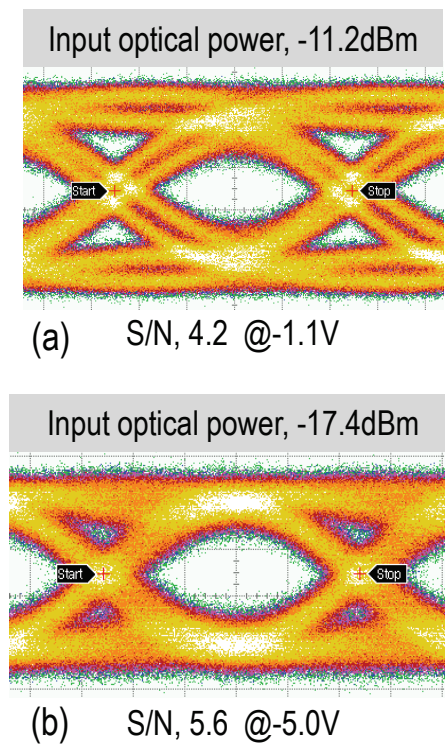 Input optical power, -11.2dBm
Start Stop
(a) S/N, 4.2 @-1.1V
Input optical power, -17.4dBm
Start Stop
(b) S/N, 5.6 @-5.0V